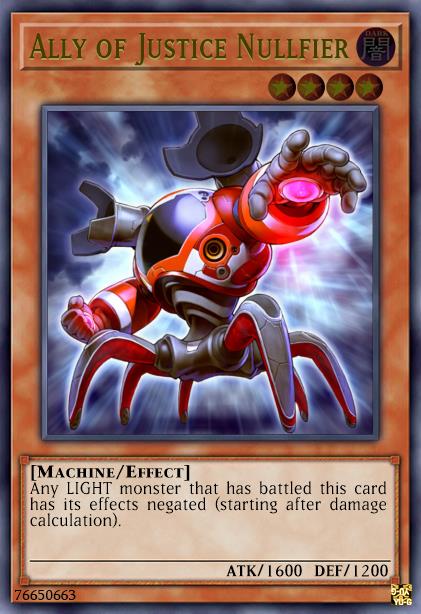 ALLY OF JUSTICE NULLFIER
DARK
闇
[MACHINE/EFFECT]
Any LIGHT monster that has battled this card
has its effects negated (starting after damage
calculation).
ATK/1600 DEF/1200
76650663